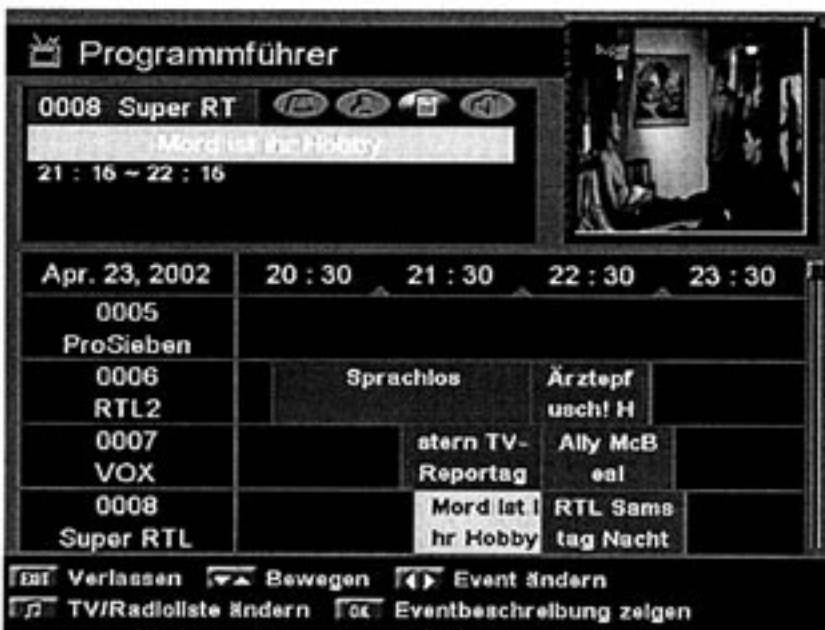 Programmführer
0008 Super RT
Mord ist ihr Hobby
21 : 16 ~ 22 : 16
Apr. 23, 2002 20 : 30 21 : 30 22 : 30 23 : 30
0005
ProSieben
0006 Sprachlos Ärztepf
RTL2 usch! H
0007 stern TV- Ally McB
VOX Reportag eal
0008 Mord ist i RTL Sams
Super RTL hr Hobby tag Nacht
EXIT Verlassen Bewegen Event ändern
TV/Radioliste ändern OK Eventbeschreibung zeigen